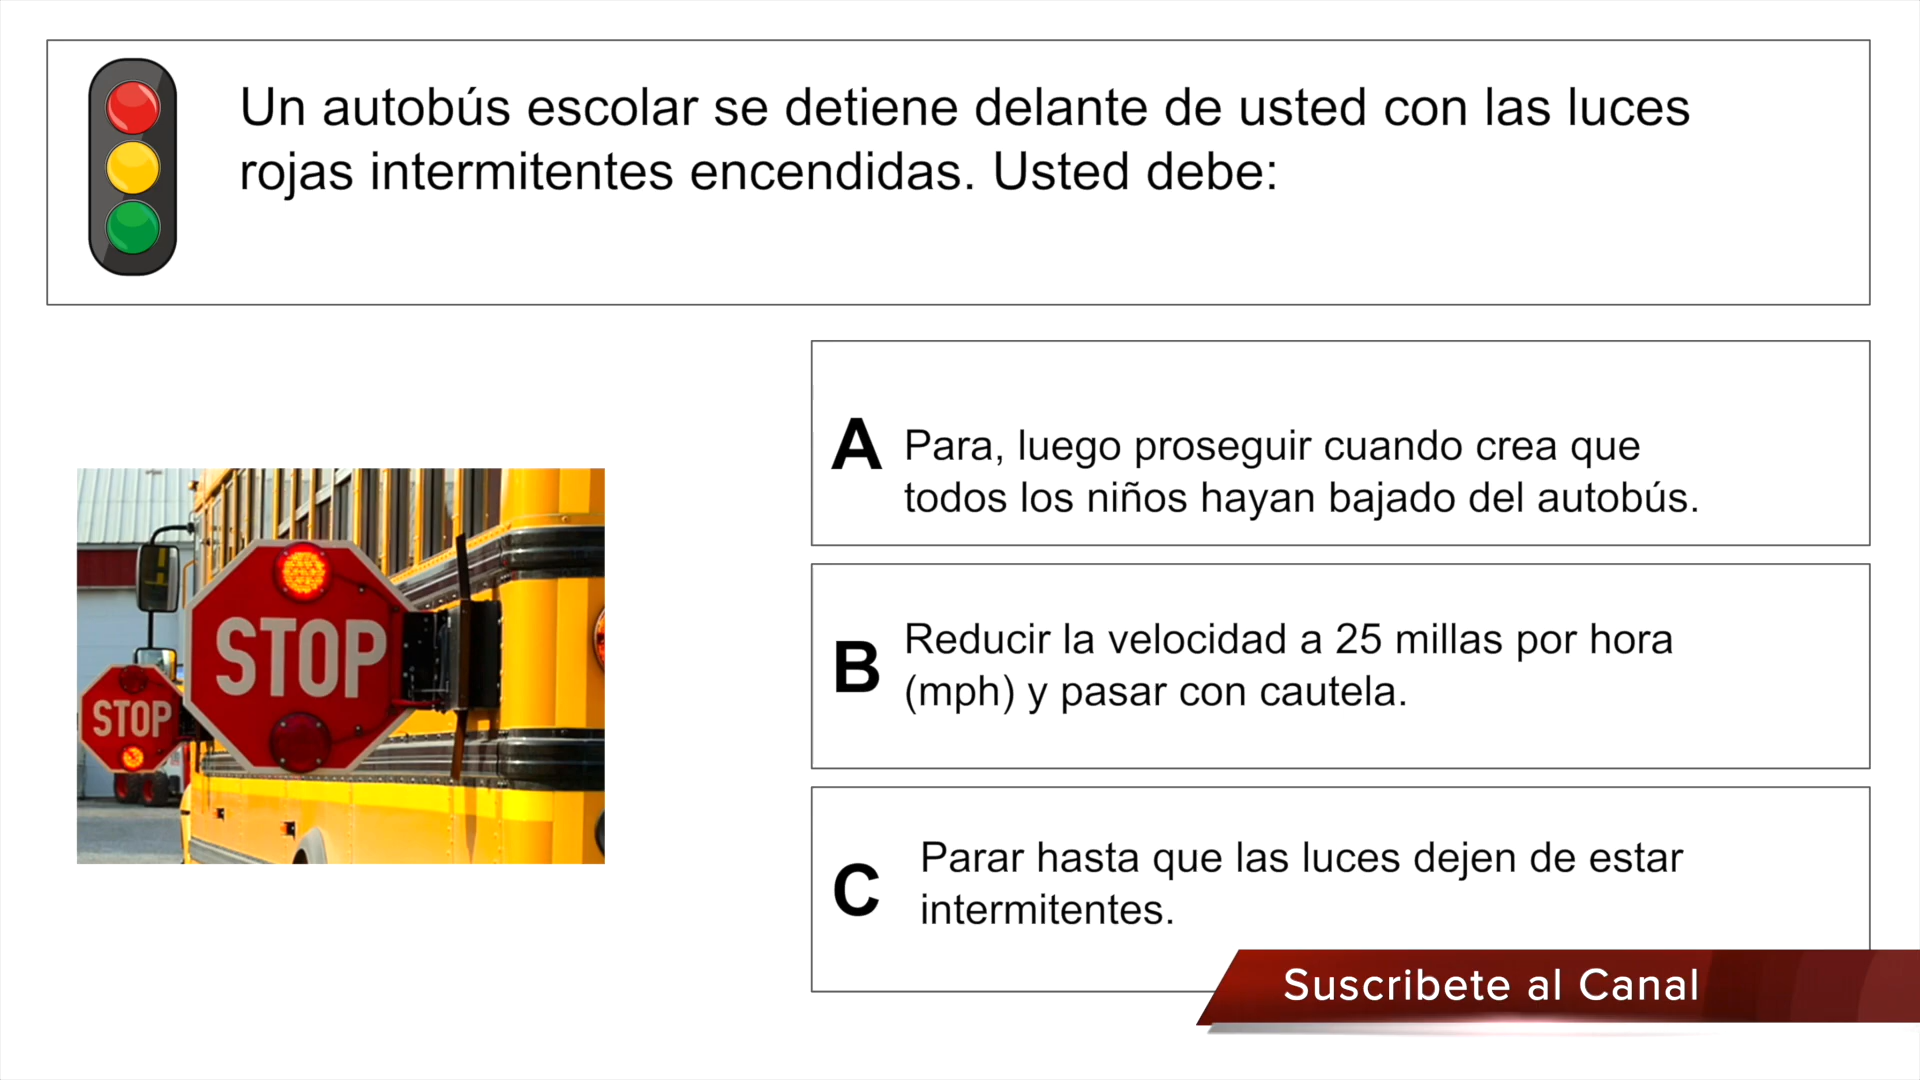 Un autobús escolar se detiene delante de usted con las luces
rojas intermitentes encendidas. Usted debe:
A Para, luego proseguir cuando crea que
todos los niños hayan bajado del autobús.
STOP
STOP
B Reducir la velocidad a 25 millas por hora
(mph) y pasar con cautela.
C Parar hasta que las luces dejen de estar
intermitentes.
Suscribete al Canal